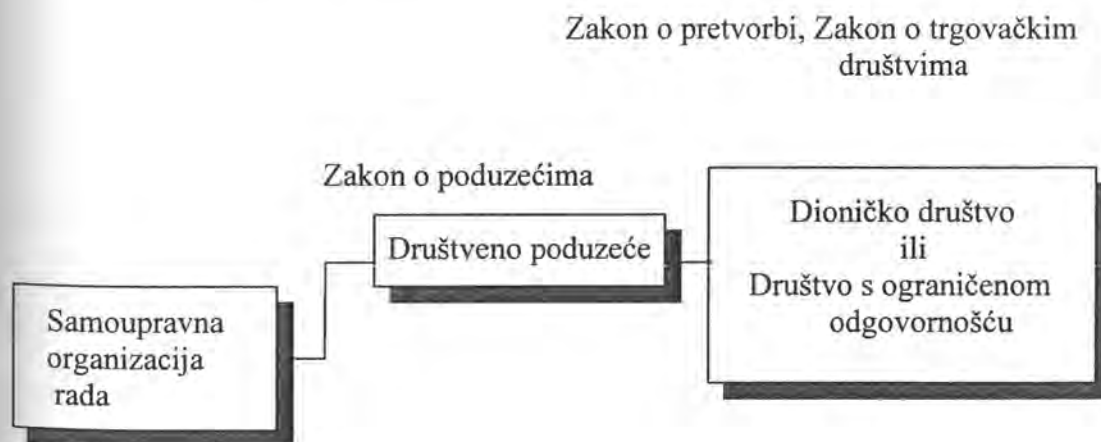 Zakon o pretvorbi, Zakon o trgovačkim
društvima
Zakon o poduzećima
Društveno poduzeće
Dioničko društvo
ili
Društvo s ograničenom
odgovornošću
Samoupravna
organizacija
rada